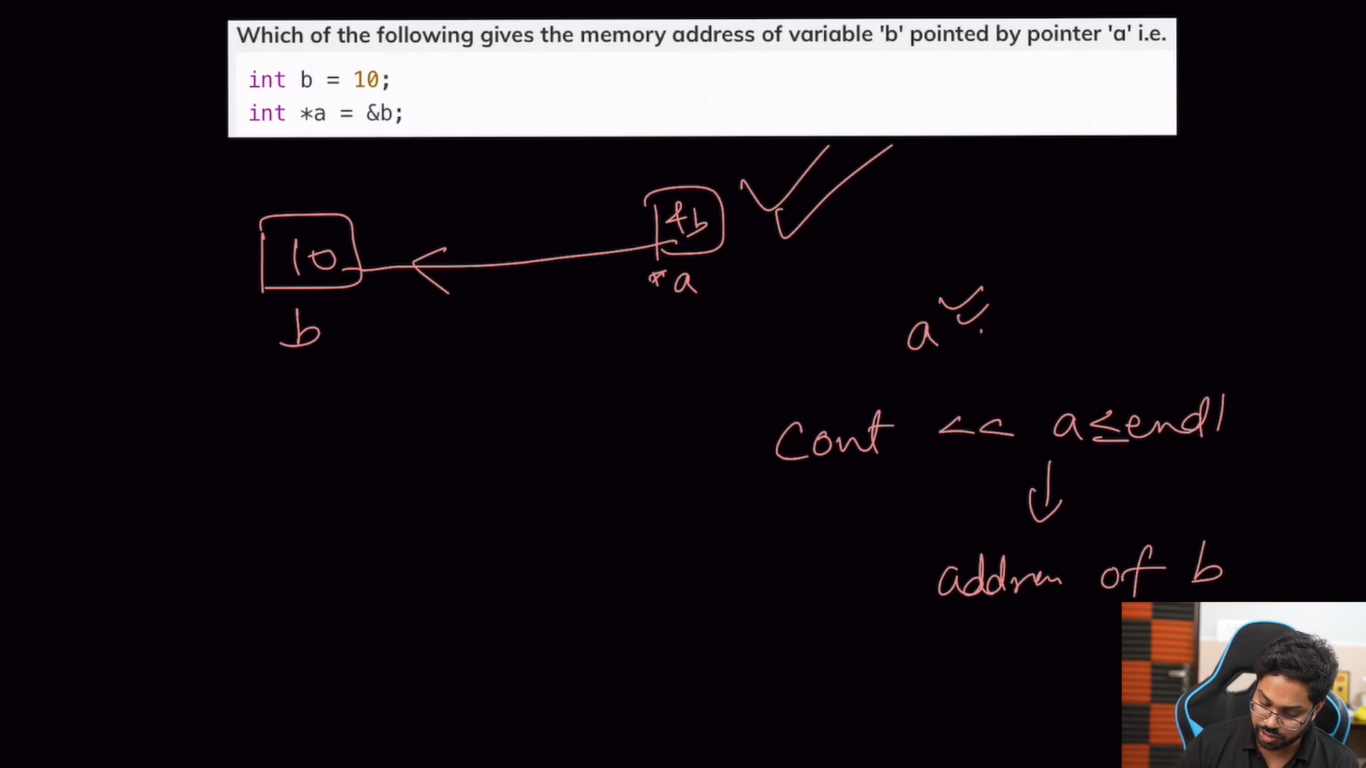 Which of the following gives the memory address of variable 'b' pointed by pointer 'a' i.e.
int b = 10;
int *a = &b;
&b
10
*a
b
a
Cout << a<endl
address of b